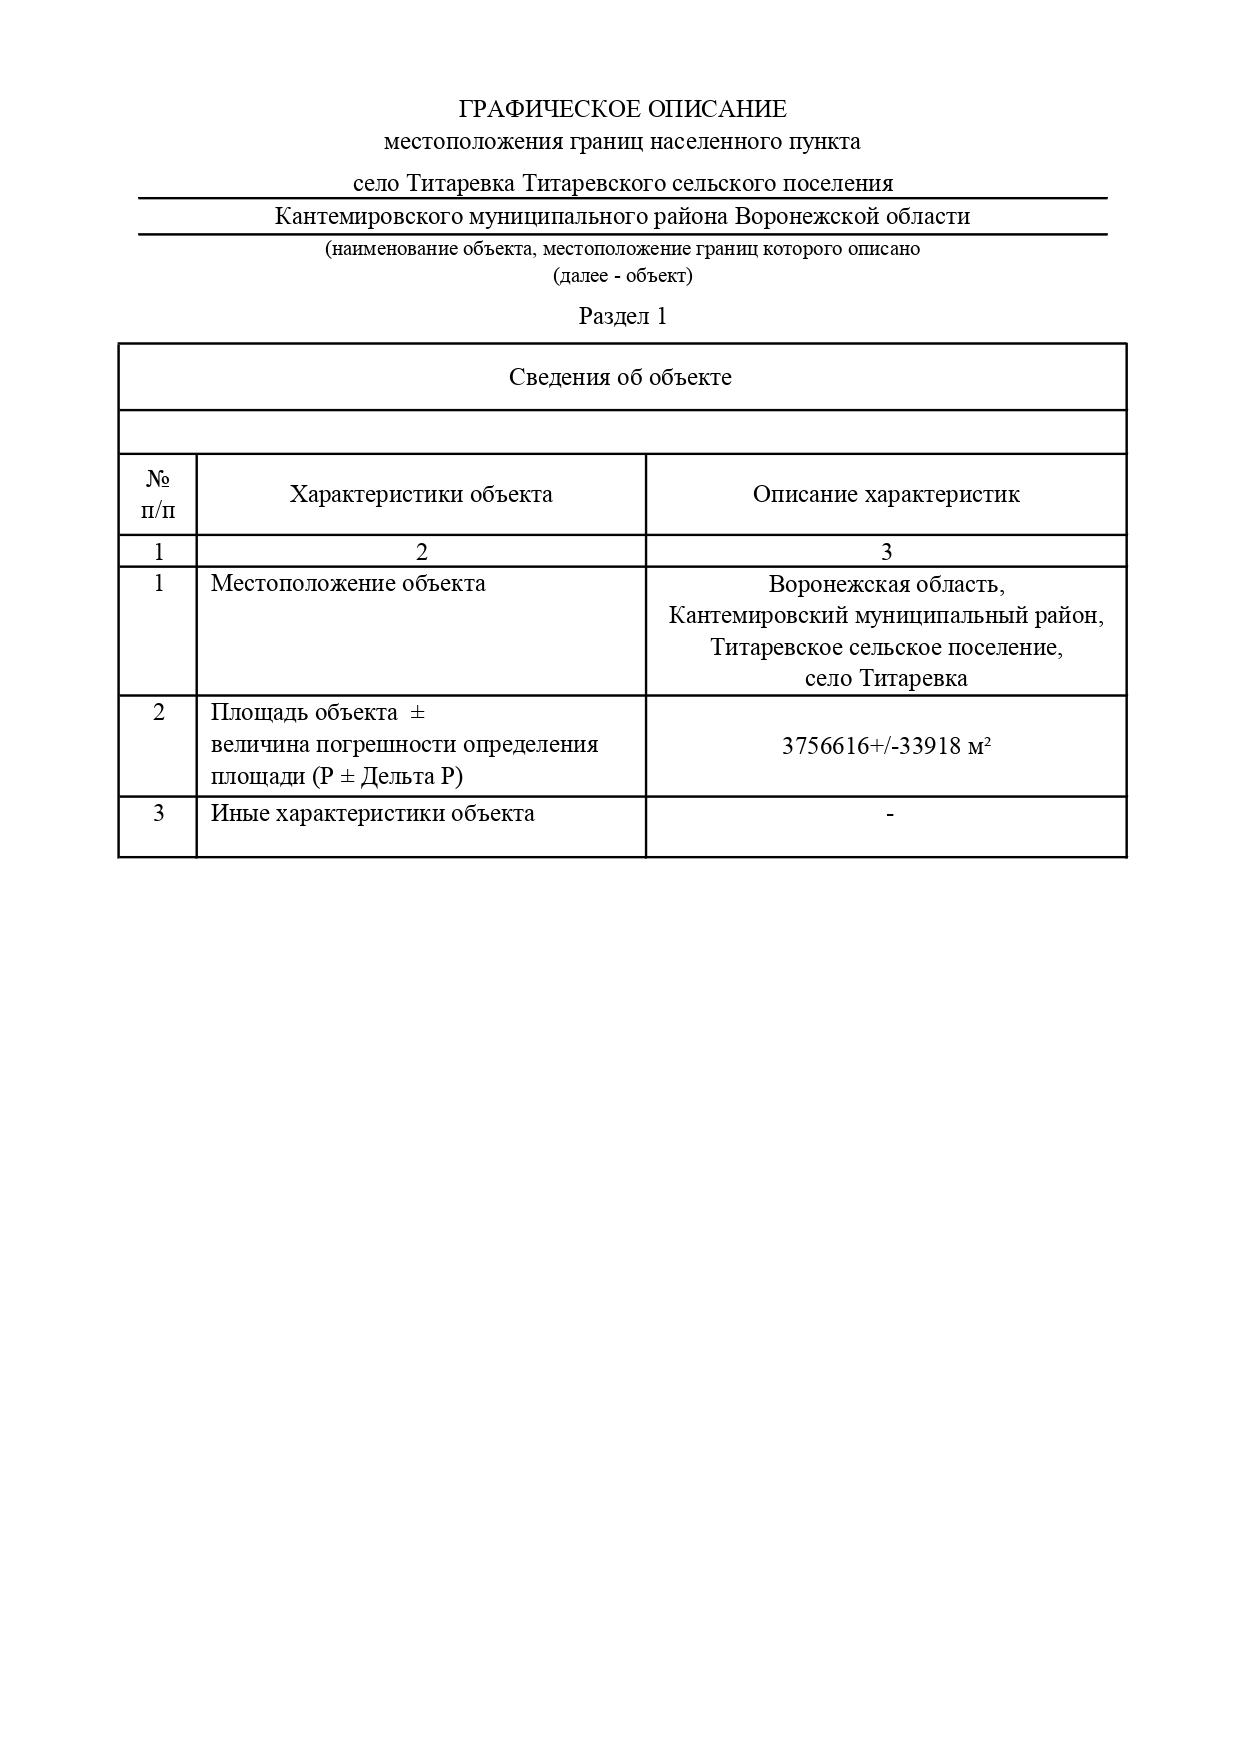 ГРАФИЧЕСКОЕ ОПИСАНИЕ
местоположения границ населенного пункта
село Титаревка Титаревского сельского поселения
Кантемировского муниципального района Воронежской области
(наименование объекта, местоположение границ которого описано
(далее - объект)
Раздел 1
Сведения об объекте
№
п/п
Характеристики объекта
Описание характеристик
1
2
3
1
Местоположение объекта
Воронежская область,
Кантемировский муниципальный район,
Титаревское сельское поселение,
село Титаревка
2
Площадь объекта ±
величина погрешности определения
площади (P ± Дельта P)
3756616+/-33918 м²
3
Иные характеристики объекта
-